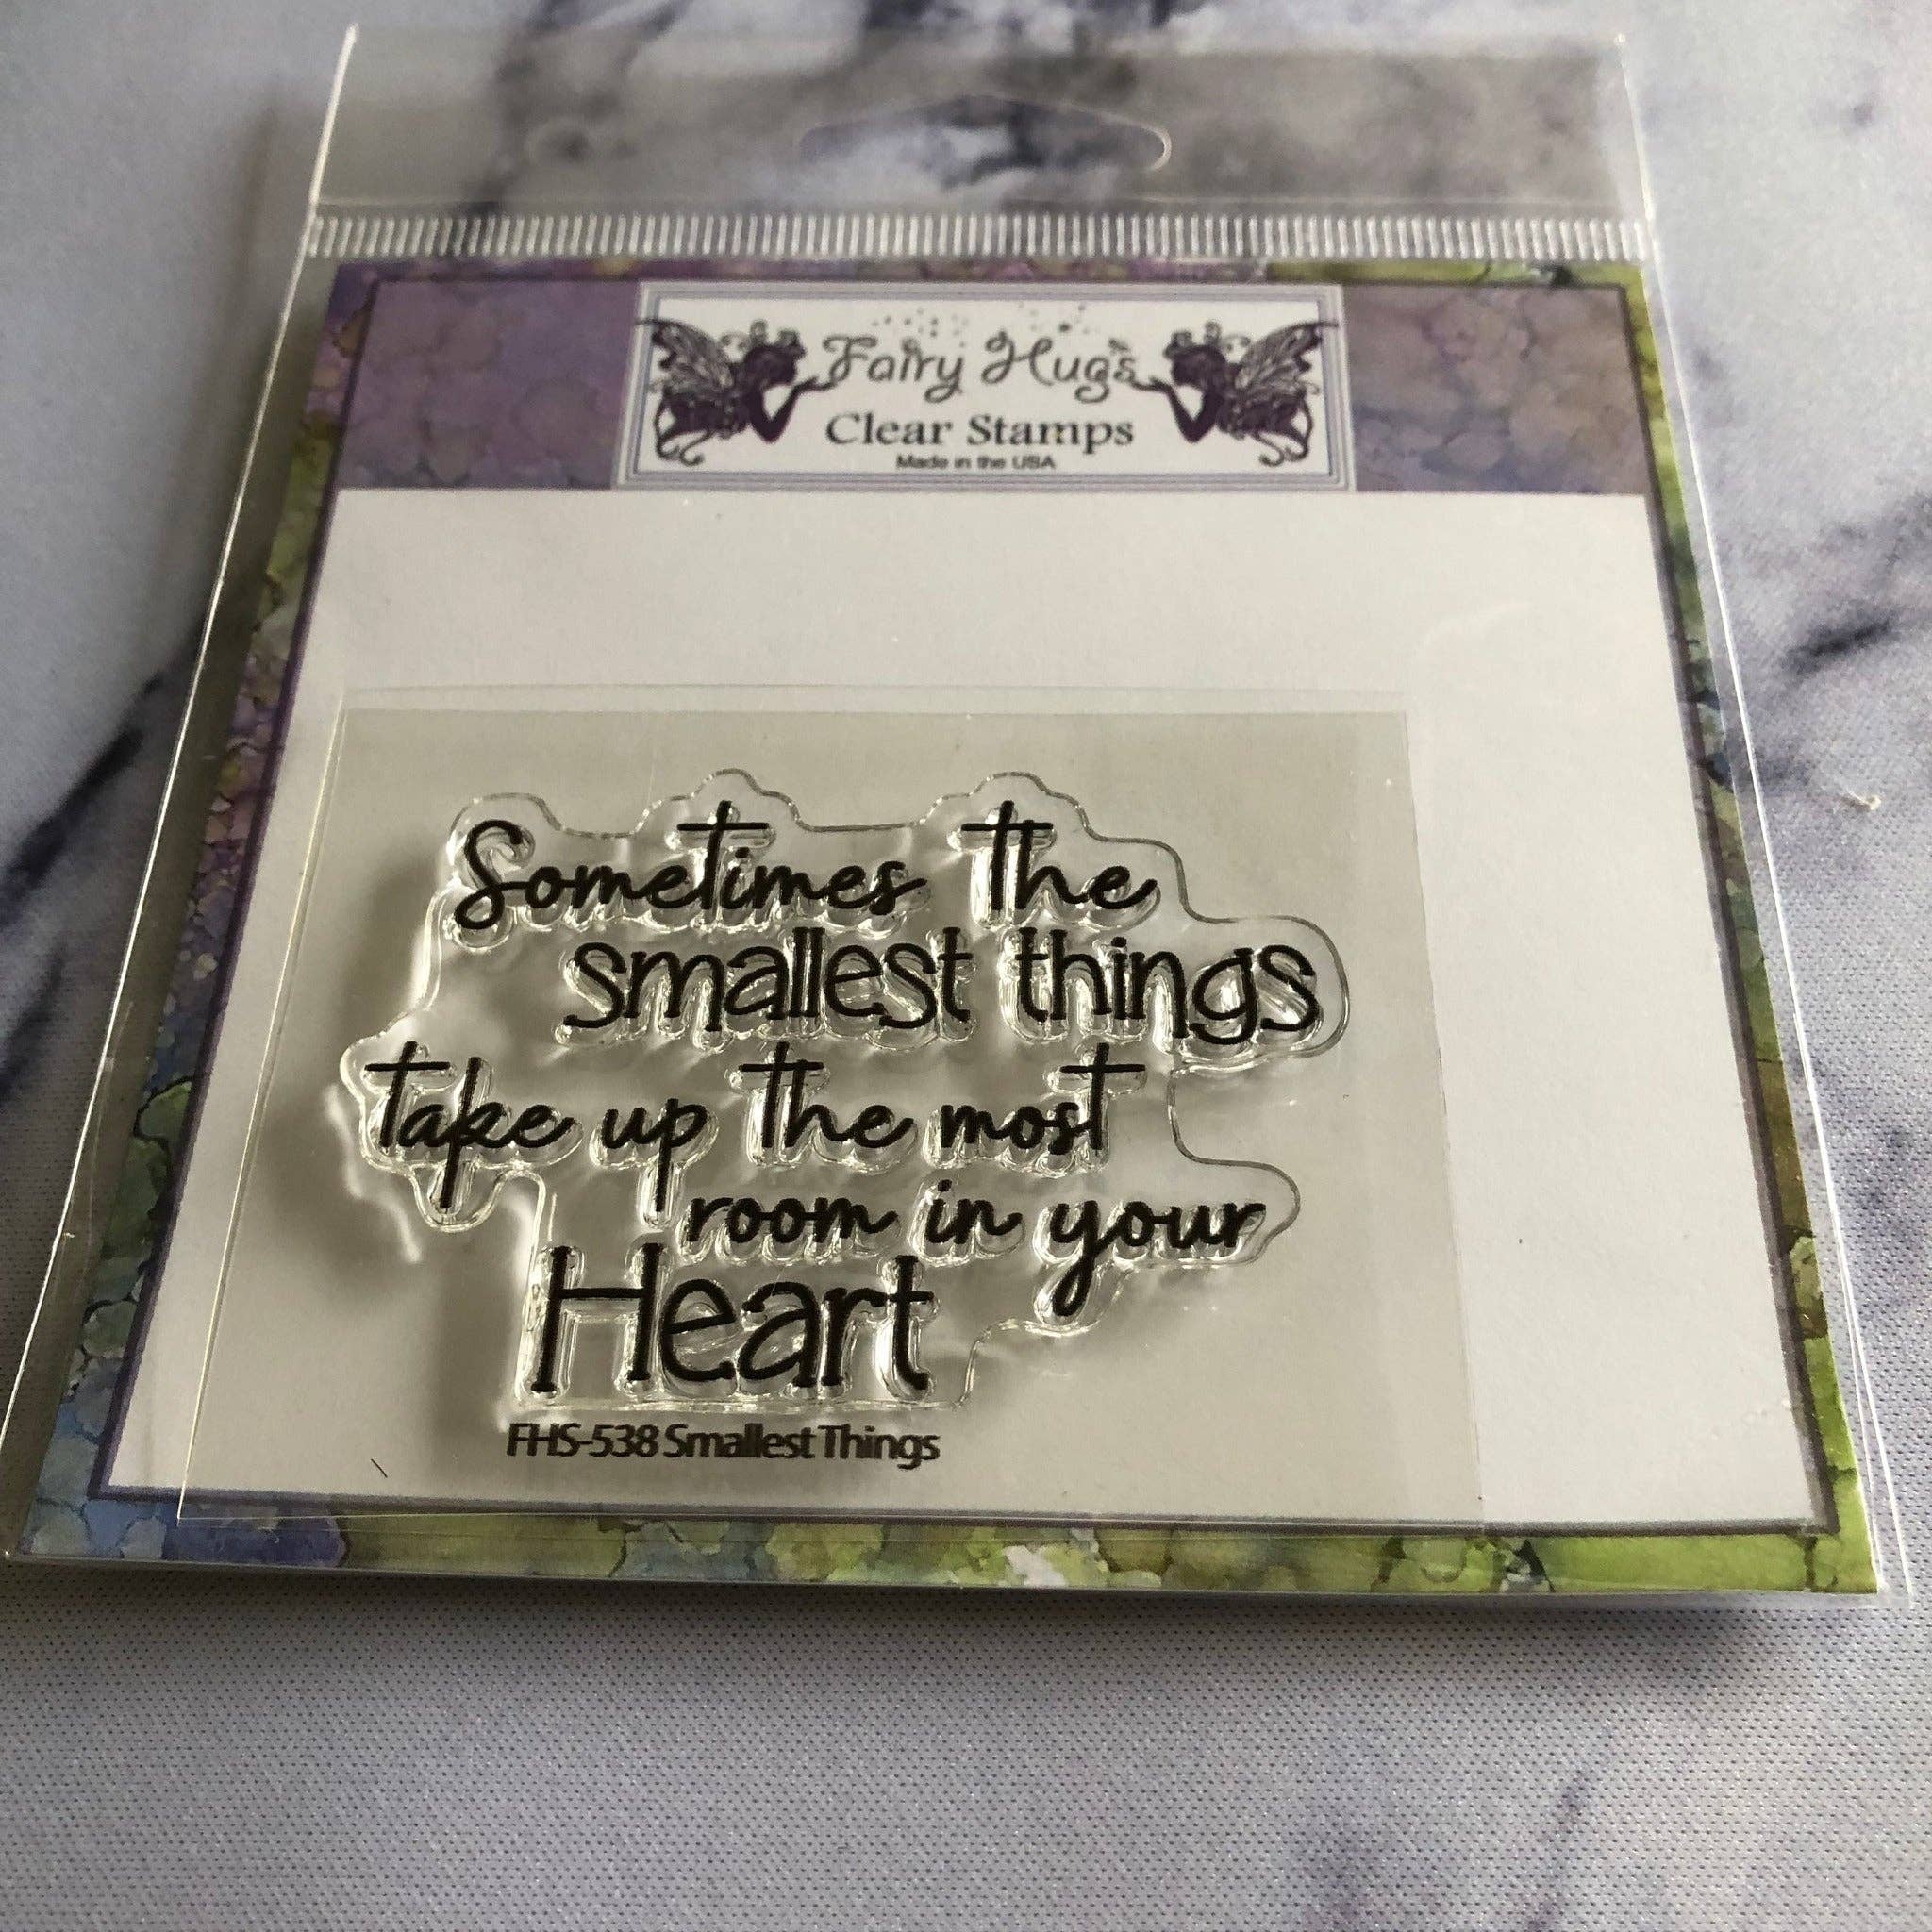 Fairy Hugs
Clear Stamps
Made in the USA
Sometimes the
smallest things
take up the most
room in your
Heart
FHS-538 Smallest Things